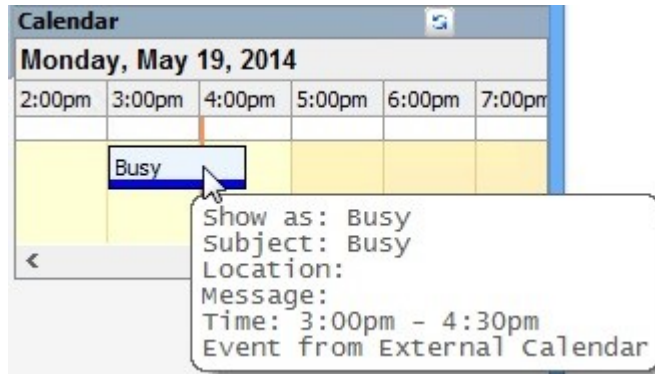 Calendar
Monday, May 19, 2014
2:00pm 3:00pm 4:00pm 5:00pm 6:00pm 7:00pm
Busy
Show as: Busy
Subject: Busy
Location:
Message:
Time: 3:00pm - 4:30pm
Event from External Calendar